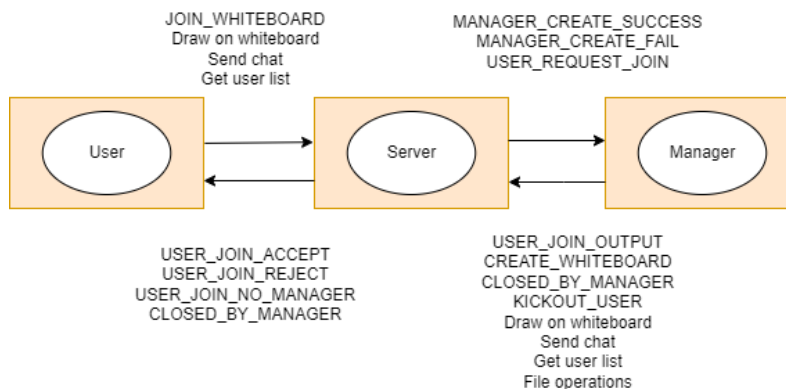 JOIN_WHITEBOARD
Draw on whiteboard
Send chat
Get user list
MANAGER_CREATE_SUCCESS
MANAGER_CREATE_FAIL
USER_REQUEST_JOIN
User
Server
Manager
USER_JOIN_ACCEPT
USER_JOIN_REJECT
USER_JOIN_NO_MANAGER
CLOSED_BY_MANAGER
USER_JOIN_OUTPUT
CREATE_WHITEBOARD
CLOSED_BY_MANAGER
KICKOUT_USER
Draw on whiteboard
Send chat
Get user list
File operations